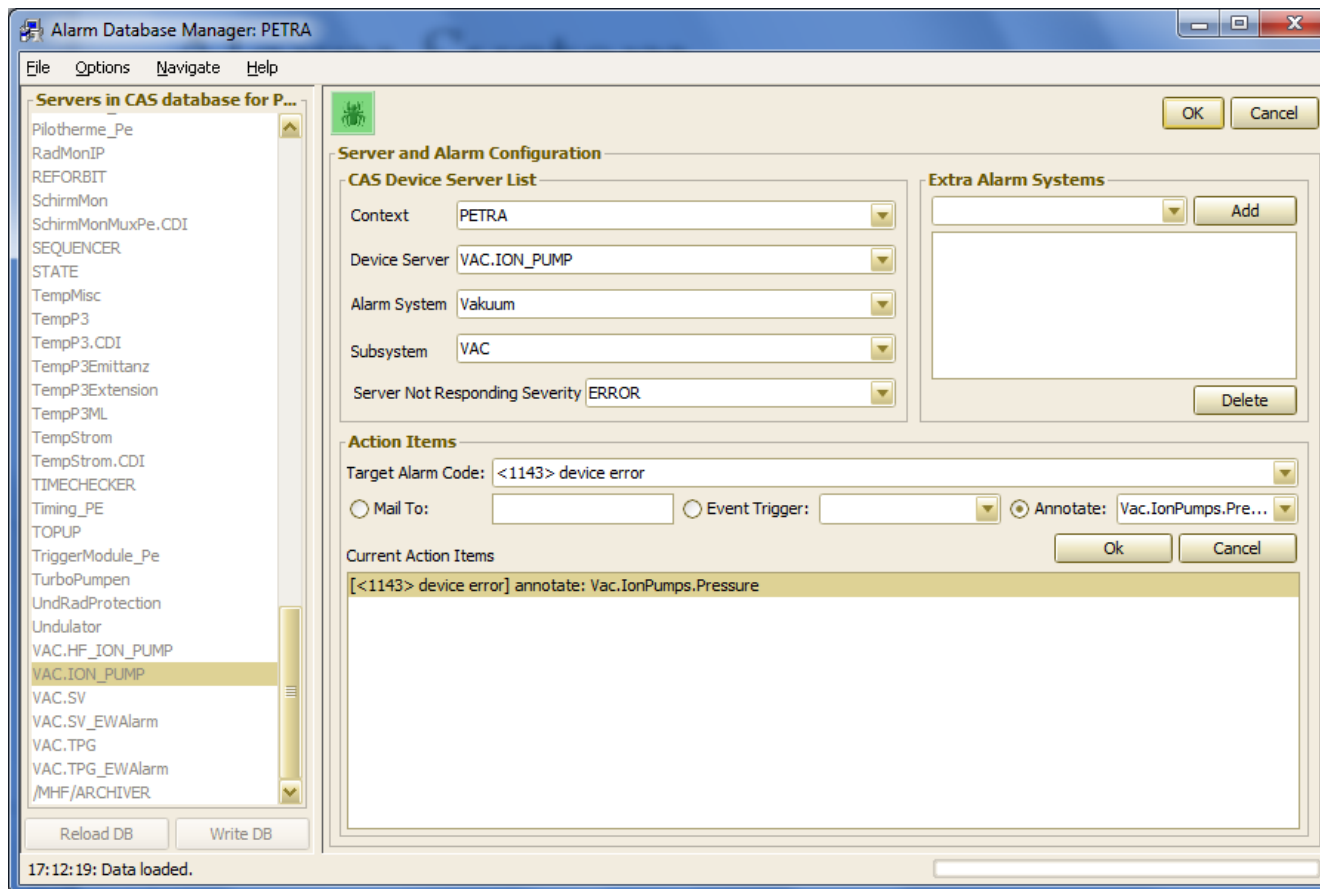 Alarm Database Manager: PETRA
File Options Navigate Help
Servers in CAS database for P...
Pilotherme_Pe
RadMonIP
REFORBIT
SchirmMon
SchirmMonMuxPe.CDI
SEQUENCER
STATE
TempMisc
TempP3
TempP3.CDI
TempP3Emittanz
TempP3Extension
TempP3ML
TempStrom
TempStrom.CDI
TIMECHECKER
Timing_PE
TOPUP
TriggerModule_Pe
TurboPumpen
UndRadProtection
Undulator
VAC.HF_ION_PUMP
VAC.ION_PUMP
VAC.SV
VAC.SV_EWAlarm
VAC.TPG
VAC.TPG_EWAlarm
/MHF/ARCHIVER
Reload DB Write DB
OK Cancel
Server and Alarm Configuration
CAS Device Server List
Context PETRA
Device Server VAC.ION_PUMP
Alarm System Vakuum
Subsystem VAC
Server Not Responding Severity ERROR
Extra Alarm Systems
Add
Delete
Action Items
Target Alarm Code: <1143> device error
Mail To: Event Trigger: Annotate: Vac.IonPumps.Pre...
Current Action Items Ok Cancel
[<1143> device error] annotate: Vac.IonPumps.Pressure
17:12:19: Data loaded.